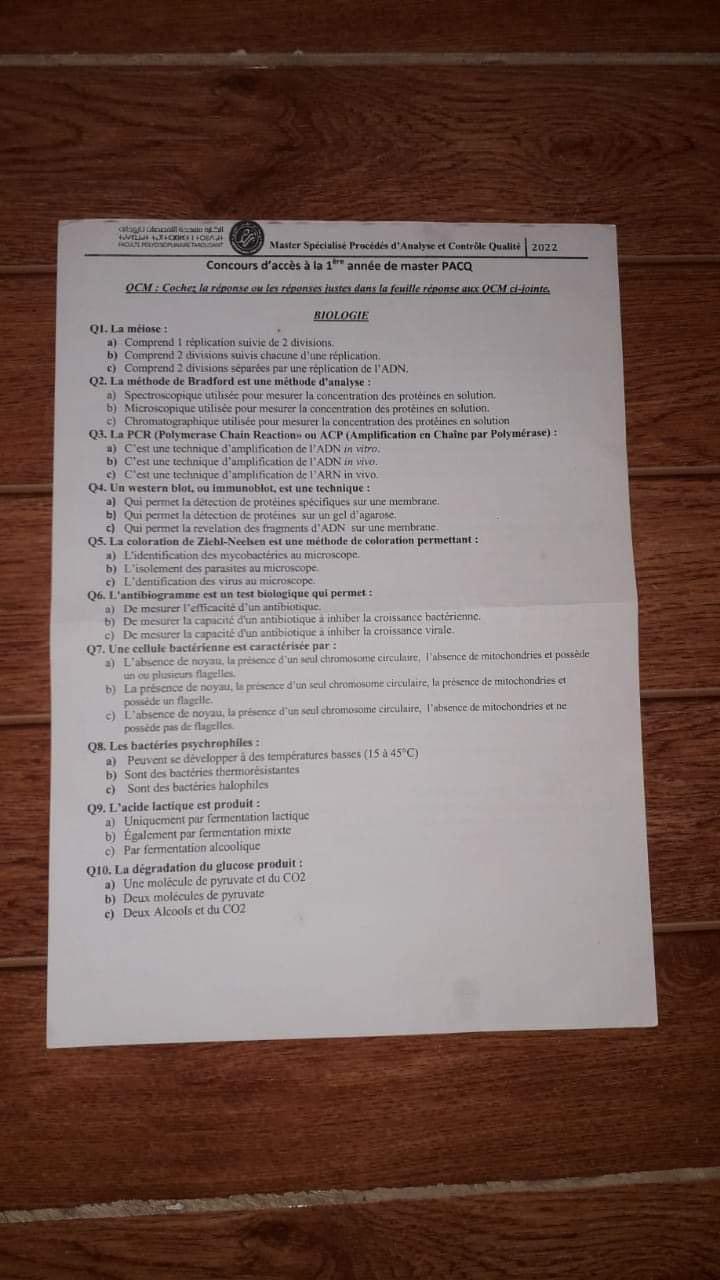 الكلية متعددة التخصصات تارودانت
FACULTE POLYDISCIPLINAIRE TAROUDANT
Master Spécialisé Procédés d'Analyse et Contrôle Qualité | 2022
Concours d'accès à la 1ère année de master PACQ
QCM : Cochez la réponse ou les réponses justes dans la feuille réponse aux QCM ci-jointe.
BIOLOGIE
Q1. La méiose :
a) Comprend 1 réplication suivie de 2 divisions.
b) Comprend 2 divisions suivis chacune d'une réplication.
c) Comprend 2 divisions séparées par une réplication de l'ADN.
Q2. La méthode de Bradford est une méthode d'analyse :
a) Spectroscopique utilisée pour mesurer la concentration des protéines en solution.
b) Microscopique utilisée pour mesurer la concentration des protéines en solution.
c) Chromatographique utilisée pour mesurer la concentration des protéines en solution
Q3. La PCR (Polymerase Chain Reaction» ou ACP (Amplification en Chaîne par Polymérase) :
a) C'est une technique d'amplification de l'ADN in vitro.
b) C'est une technique d'amplification de l'ADN in vivo.
c) C'est une technique d'amplification de l'ARN in vivo.
Q4. Un western blot, ou immunoblot, est une technique :
a) Qui permet la détection de protéines spécifiques sur une membrane.
b) Qui permet la détection de protéines sur un gel d'agarose.
c) Qui permet la revelation des fragments d'ADN sur une membrane.
Q5. La coloration de Ziehl-Neelsen est une méthode de coloration permettant :
a) L'identification des mycobactéries au microscope.
b) L'isolement des parasites au microscope.
c) L'dentification des virus au microscope.
Q6. L'antibiogramme est un test biologique qui permet :
a) De mesurer l'efficacité d'un antibiotique.
b) De mesurer la capacité d'un antibiotique à inhiber la croissance bactérienne.
c) De mesurer la capacité d'un antibiotique à inhiber la croissance virale.
Q7. Une cellule bactérienne est caractérisée par :
a) L'absence de noyau, la présence d'un seul chromosome circulaire, l'absence de mitochondries et possède
un ou plusieurs flagelles.
b) La présence de noyau, la présence d'un seul chromosome circulaire, la présence de mitochondries et
possède un flagelle.
c) L'absence de noyau, la présence d'un seul chromosome circulaire, l'absence de mitochondries et ne
possède pas de flagelles.
Q8. Les bactéries psychrophiles :
a) Peuvent se développer à des températures basses (15 à 45°C)
b) Sont des bactéries thermorésistantes
c) Sont des bactéries halophiles
Q9. L'acide lactique est produit :
a) Uniquement par fermentation lactique
b) Également par fermentation mixte
c) Par fermentation alcoolique
Q10. La dégradation du glucose produit :
a) Une molécule de pyruvate et du CO2
b) Deux molécules de pyruvate
c) Deux Alcools et du CO2